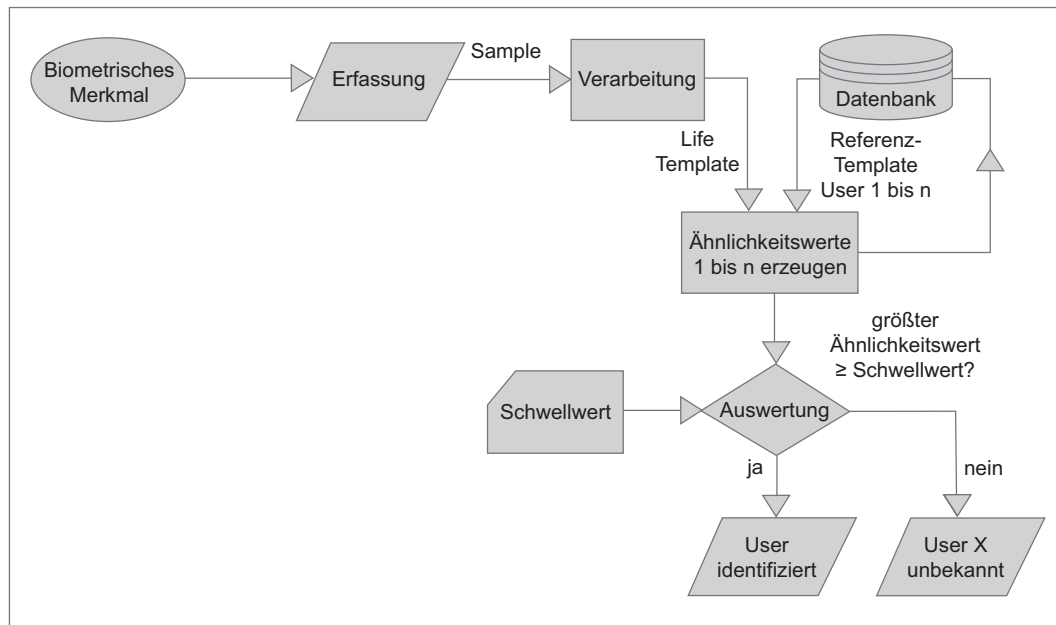 Biometrisches
Merkmal
Erfassung
Sample
Verarbeitung
Datenbank
Life
Template
Referenz-
Template
User 1 bis n
Ähnlichkeitswerte
1 bis n erzeugen
größter
Ähnlichkeitswert
≥ Schwellwert?
Schwellwert
Auswertung
ja
nein
User
identifiziert
User X
unbekannt